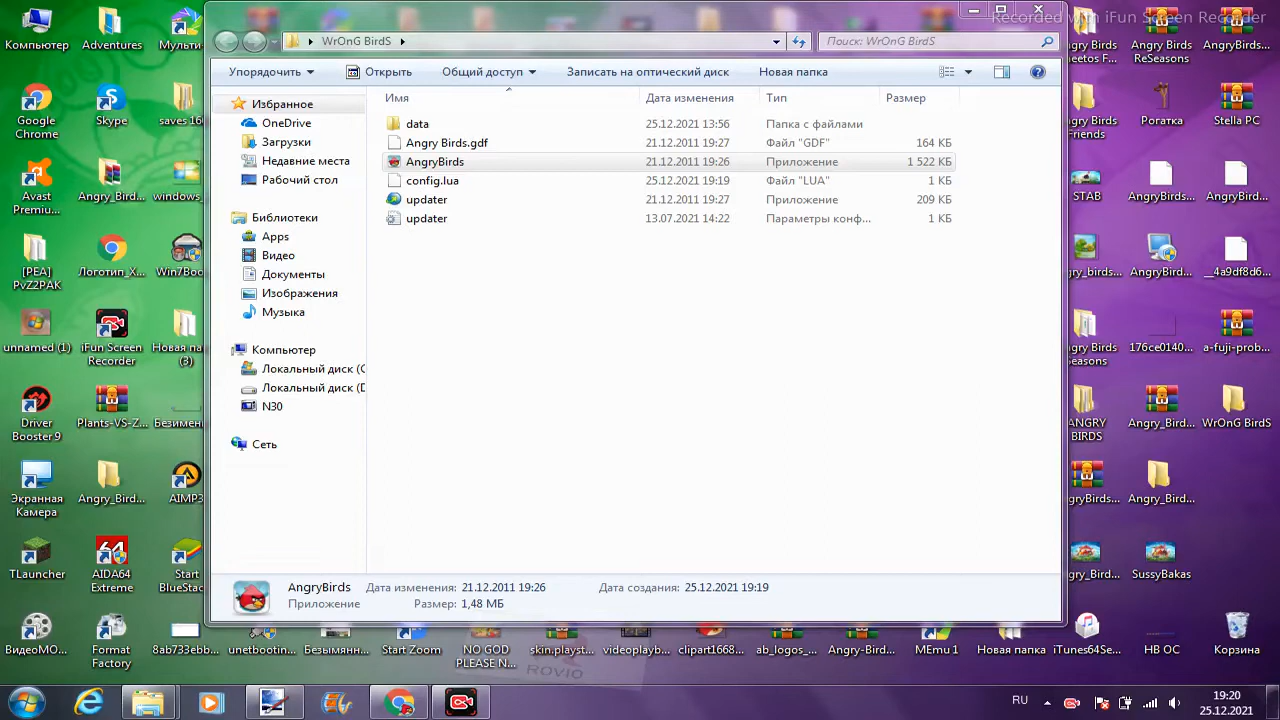 Recorded with iFun Screen Recorder
WrOnG BirdS
Поиск: WrOnG BirdS
Упорядочить
Открыть
Общий доступ
Записать на оптический диск
Новая папка
Имя
Дата изменения
Тип
Размер
data 25.12.2021 13:56 Папка с файлами
Angry Birds.gdf 21.12.2011 19:27 Файл "GDF" 164 КБ
AngryBirds 21.12.2011 19:26 Приложение 1 522 КБ
config.lua 25.12.2021 19:19 Файл "LUA" 1 КБ
updater 21.12.2011 19:27 Приложение 209 КБ
updater 13.07.2021 14:22 Параметры конф... 1 КБ
Избранное
OneDrive
Загрузки
Недавние места
Рабочий стол
Библиотеки
Apps
Видео
Документы
Изображения
Музыка
Компьютер
Локальный диск (C
Локальный диск (D
N30
Сеть
AngryBirds Дата изменения: 21.12.2011 19:26 Дата создания: 25.12.2021 19:19
Приложение Размер: 1,48 МБ
Компьютер
Adventures
Мульти
Google
Chrome
Skype
saves 16
Avast
Premiu...
Angry_Bird...
windows_
[PEA]
PvZ2PAK
Логотип_X...
Win7Boo
unnamed (1)
iFun Screen
Recorder
Новая па
(3)
Driver
Booster 9
Plants-VS-Z...
Безимен
Экранная
Камера
Angry_Bird...
AIMP3
TLauncher
AIDA64
Extreme
Start
BlueStac
ВидеоМО...
Format
Factory
8ab733ebb...
unetbootin...
Безымянн...
Start Zoom
NO GOD
PLEASE N...
skin.playst...
videoplayb...
clipart1668...
ab_logos_...
Angry-Bird...
MEmu 1
Новая папка
iTunes64Se...
НВ ОС
Корзина
ngry Birds
heetos F...
Angry Birds
ReSeasons
AngryBirds...
Angry Birds
Friends
Рогатка
Stella PC
STAB
Angry_Bird...
Angry_Bird...
ngry_birds...
AngryBird...
__4a9df8d6...
Angry Birds
Seasons
176ce0140...
a-fuji-prob...
ANGRY
BIRDS
Angry_Bird...
WrOnG BirdS
ngryBirds...
Angry_Bird...
ngry_Bird...
SussyBakas
ROVIO
RU
19:20
25.12.2021